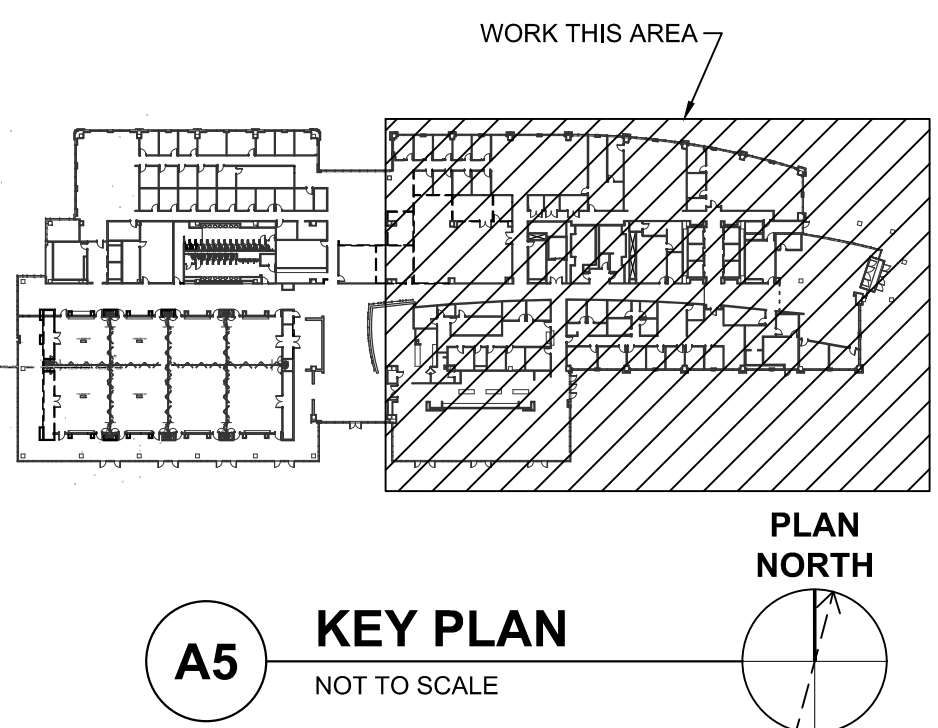 WORK THIS AREA
PLAN
NORTH
A5
KEY PLAN
NOT TO SCALE